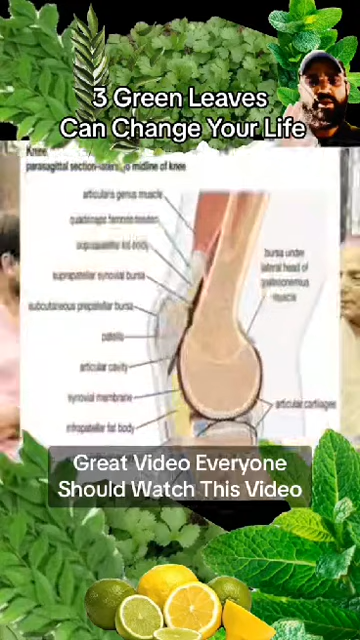 3 Green Leaves
Can Change Your Life
Knee.
parasagittal section-lateral to midline of knee
articularis genus muscle
quadriceps femoris tendon
suprapatellar fat body
suprapatellar synovial bursa
subcutaneous prepatellar bursa
patella
articular cavity
synovial membrane
infrapatellar fat body
bursa under
lateral head of
gastrocnemius
muscle
articular cartilages
Great Video Everyone
Should Watch This Video